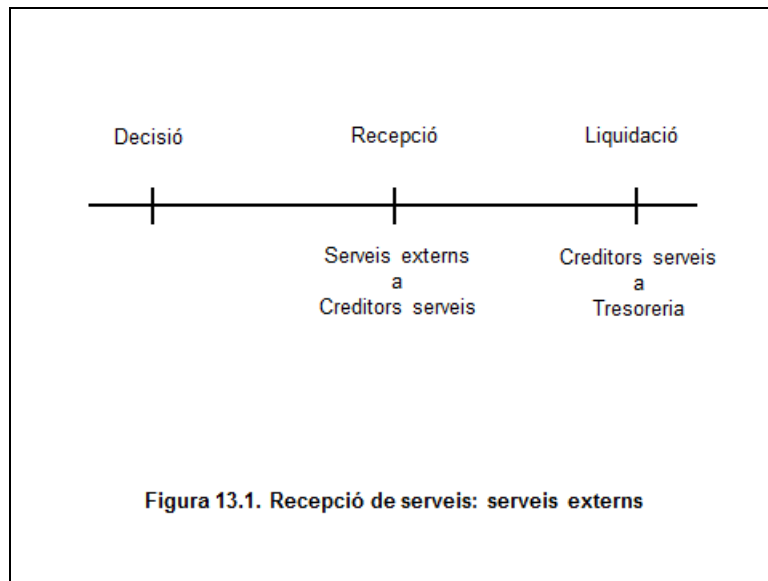 Decisió
Recepció
Liquidació
Serveis externs
a
Creditors serveis
Creditors serveis
a
Tresoreria
Figura 13.1. Recepció de serveis: serveis externs